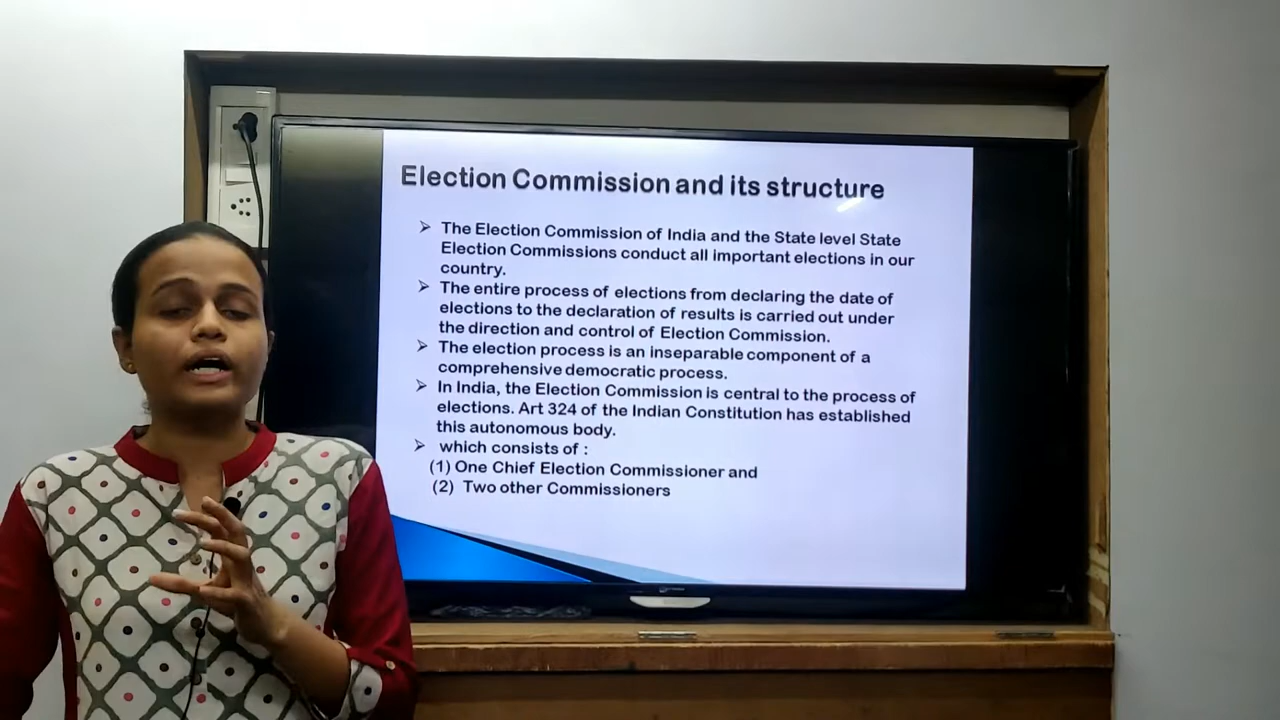 Election Commission and its structure
➢ The Election Commission of India and the State level State
Election Commissions conduct all important elections in our
country.
➢ The entire process of elections from declaring the date of
elections to the declaration of results is carried out under
the direction and control of Election Commission.
➢ The election process is an inseparable component of a
comprehensive democratic process.
➢ In India, the Election Commission is central to the process of
elections. Art 324 of the Indian Constitution has established
this autonomous body.
➢ which consists of :
(1) One Chief Election Commissioner and
(2) Two other Commissioners